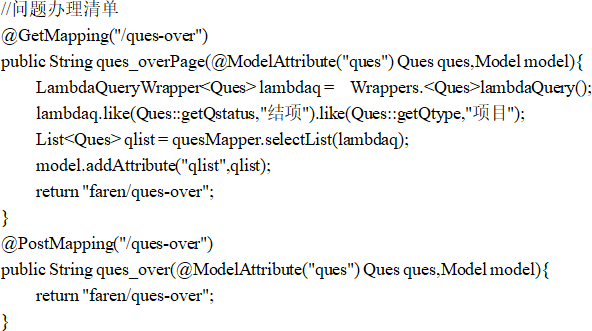 //问题办理清单
@GetMapping("/ques-over")
public String ques_overPage(@ModelAttribute("ques") Ques ques,Model model){
    LambdaQueryWrapper<Ques> lambdaq =    Wrappers.<Ques>lambdaQuery();
    lambdaq.like(Ques::getQstatus,"结项").like(Ques::getQtype,"项目");
    List<Ques> qlist = quesMapper.selectList(lambdaq);
    model.addAttribute("qlist",qlist);
    return "faren/ques-over";
}
@PostMapping("/ques-over")
public String ques_over(@ModelAttribute("ques") Ques ques,Model model){
    return "faren/ques-over";
}